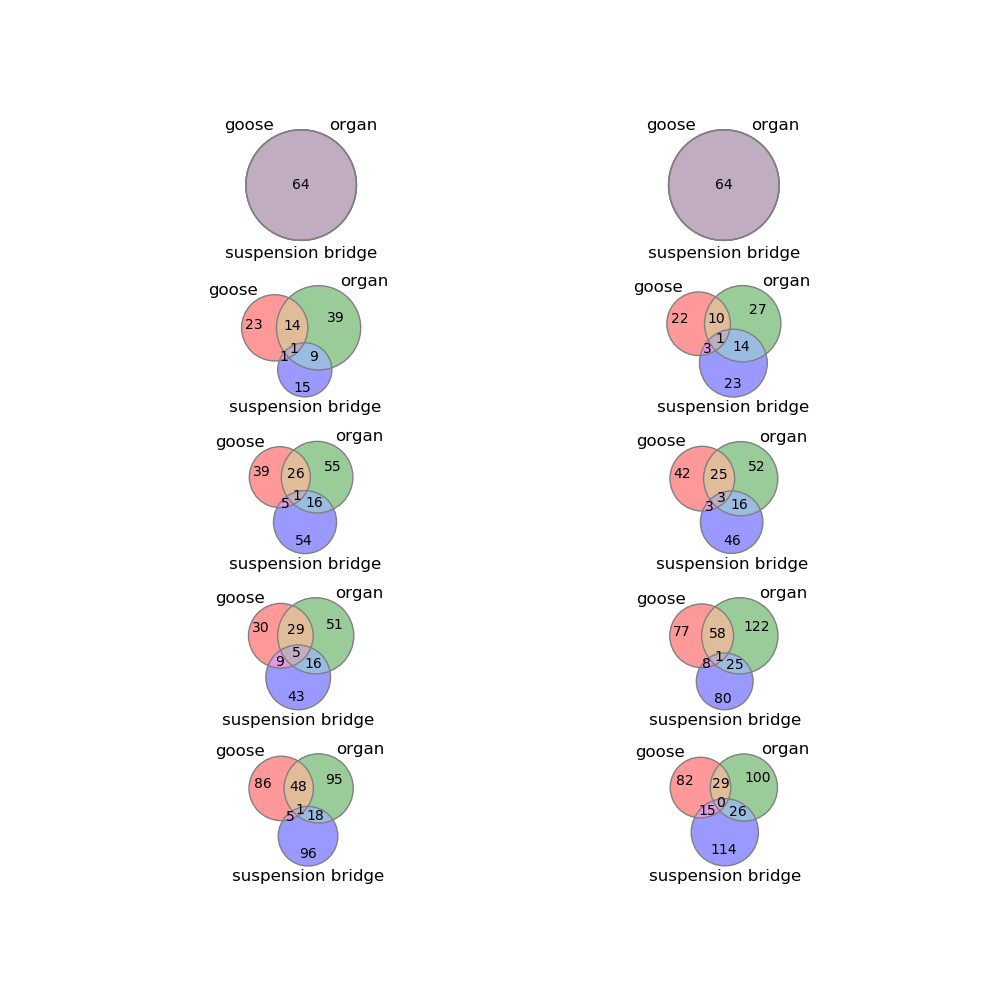 goose organ
64
suspension bridge
goose organ
64
suspension bridge
goose organ
23 14 39
1 1 9
15
suspension bridge
goose organ
22 10 27
3 1 14
23
suspension bridge
goose organ
39 26 55
5 1 16
54
suspension bridge
goose organ
42 25 52
3 3 16
46
suspension bridge
goose organ
30 29 51
9 5 16
43
suspension bridge
goose organ
77 58 122
8 1 25
80
suspension bridge
goose organ
86 48 95
5 1 18
96
suspension bridge
goose organ
82 29 100
15 0 26
114
suspension bridge